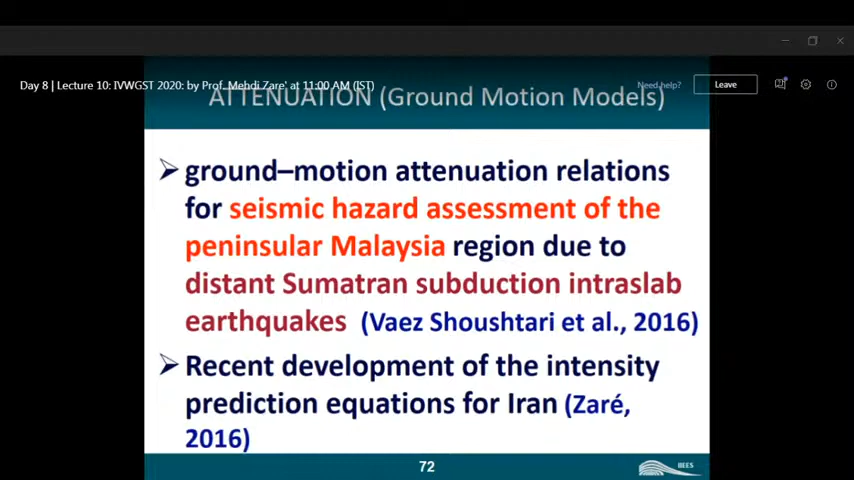 Day 8 | Lecture 10: IVWGST 2020: by Prof. Mehdi Zare' at 11:00 AM (IST)
Need help?
Leave
ATTENUATION (Ground Motion Models)
ground–motion attenuation relations
for seismic hazard assessment of the
peninsular Malaysia region due to
distant Sumatran subduction intraslab
earthquakes (Vaez Shoushtari et al., 2016)
Recent development of the intensity
prediction equations for Iran (Zaré,
2016)
72
IIEES